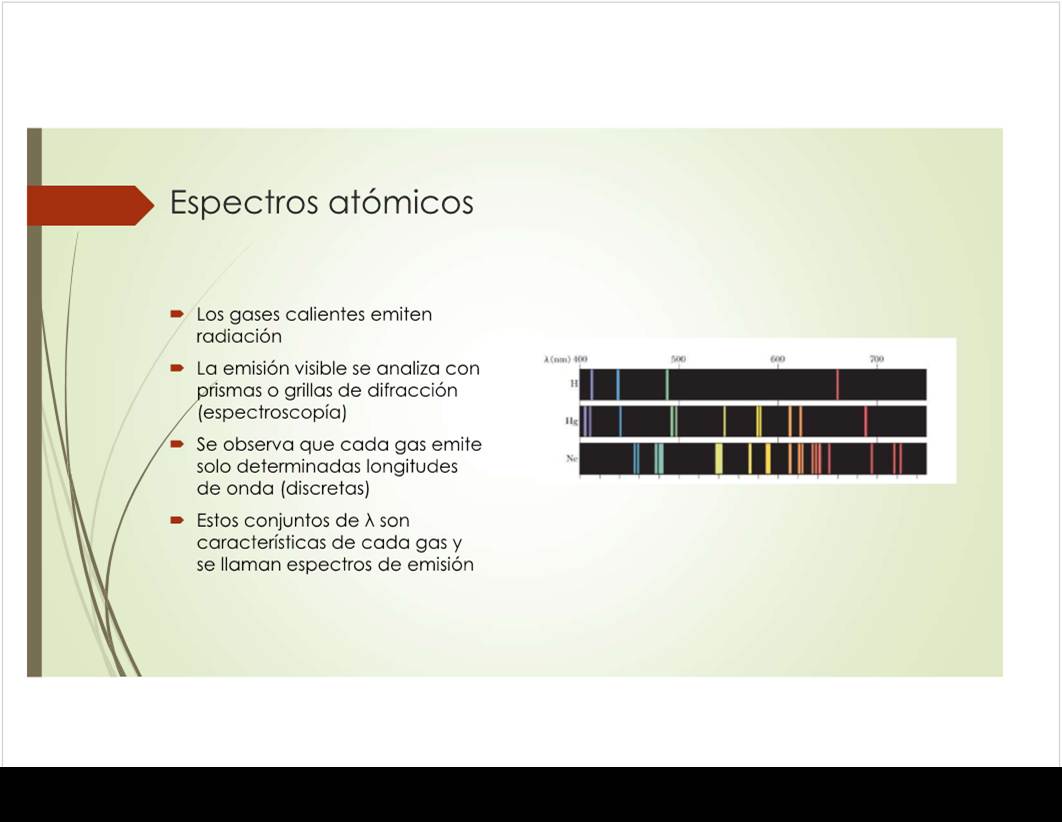 Espectros atómicos
Los gases calientes emiten
radiación
La emisión visible se analiza con
prismas o grillas de difracción
(espectroscopía)
Se observa que cada gas emite
solo determinadas longitudes
de onda (discretas)
Estos conjuntos de λ son
características de cada gas y
se llaman espectros de emisión
λ(nm) 400 500 600 700
H
Hg
Ne